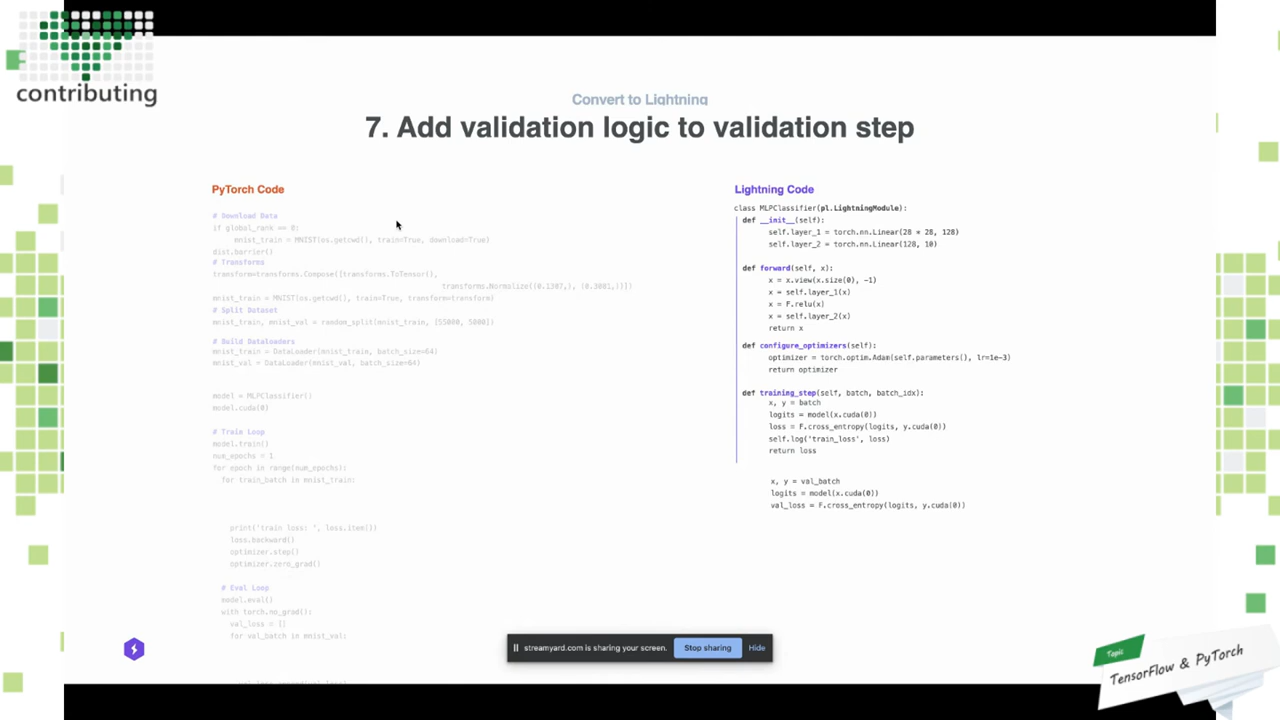 contributing
Convert to Lightning
7. Add validation logic to validation step
PyTorch Code
# Download Data
if global_rank == 0:
mnist_train = MNIST(os.getcwd(), train=True, download=True)
dist.barrier()
# Transforms
transform=transforms.Compose([transforms.ToTensor(),
transforms.Normalize((0.1307,), (0.3081,))])
mnist_train = MNIST(os.getcwd(), train=True, transform=transform)
# Split Dataset
mnist_train, mnist_val = random_split(mnist_train, [55000, 5000])
# Build Dataloaders
mnist_train = DataLoader(mnist_train, batch_size=64)
mnist_val = DataLoader(mnist_val, batch_size=64)
model = MLPClassifier()
model.cuda(0)
# Train Loop
model.train()
num_epochs = 1
for epoch in range(num_epochs):
for train_batch in mnist_train:
print('train loss: ', loss.item())
loss.backward()
optimizer.step()
optimizer.zero_grad()
# Eval Loop
model.eval()
with torch.no_grad():
val_loss = []
for val_batch in mnist_val:
Lightning Code
class MLPClassifier(pl.LightningModule):
def __init__(self):
self.layer_1 = torch.nn.Linear(28 * 28, 128)
self.layer_2 = torch.nn.Linear(128, 10)
def forward(self, x):
x = x.view(x.size(0), -1)
x = self.layer_1(x)
x = F.relu(x)
x = self.layer_2(x)
return x
def configure_optimizers(self):
optimizer = torch.optim.Adam(self.parameters(), lr=1e-3)
return optimizer
def training_step(self, batch, batch_idx):
x, y = batch
logits = model(x.cuda(0))
loss = F.cross_entropy(logits, y.cuda(0))
self.log('train_loss', loss)
return loss
x, y = val_batch
logits = model(x.cuda(0))
val_loss = F.cross_entropy(logits, y.cuda(0))
streamyard.com is sharing your screen.
Stop sharing
Hide
Topic
TensorFlow & PyTorch